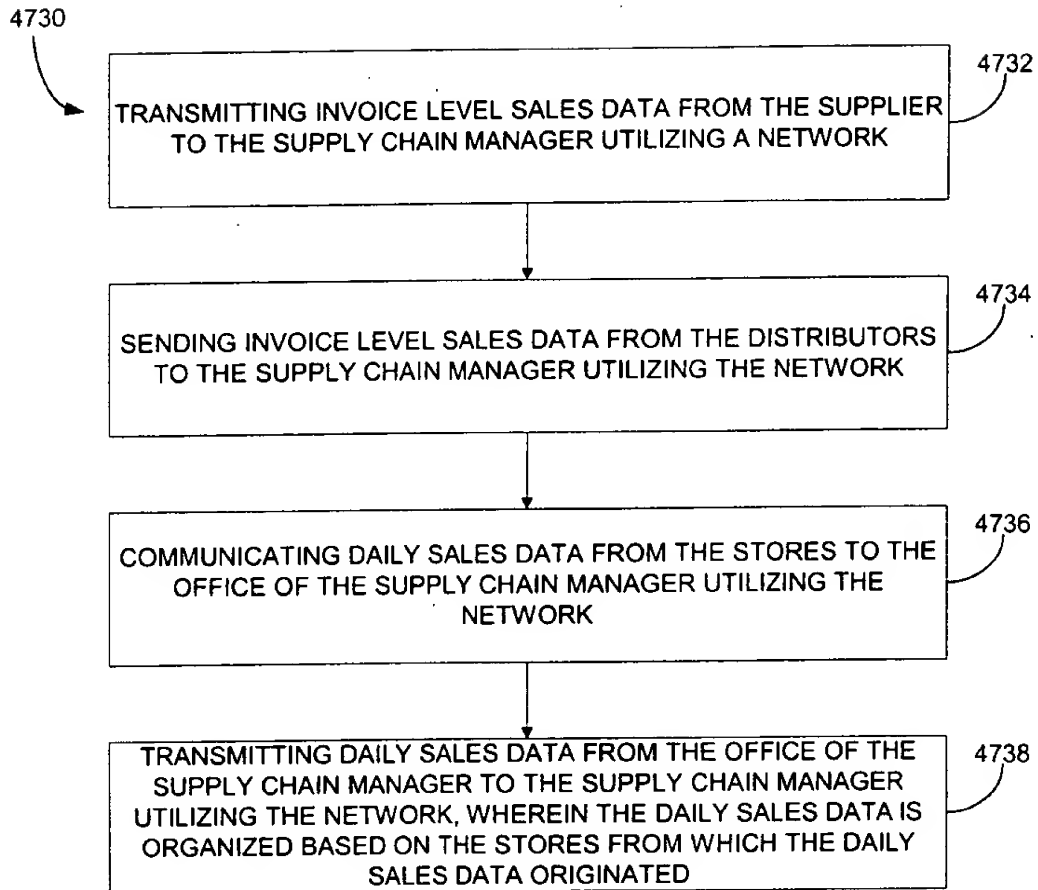 4730
4732
TRANSMITTING INVOICE LEVEL SALES DATA FROM THE SUPPLIER
TO THE SUPPLY CHAIN MANAGER UTILIZING A NETWORK
4734
SENDING INVOICE LEVEL SALES DATA FROM THE DISTRIBUTORS
TO THE SUPPLY CHAIN MANAGER UTILIZING THE NETWORK
4736
COMMUNICATING DAILY SALES DATA FROM THE STORES TO THE
OFFICE OF THE SUPPLY CHAIN MANAGER UTILIZING THE
NETWORK
4738
TRANSMITTING DAILY SALES DATA FROM THE OFFICE OF THE
SUPPLY CHAIN MANAGER TO THE SUPPLY CHAIN MANAGER
UTILIZING THE NETWORK, WHEREIN THE DAILY SALES DATA IS
ORGANIZED BASED ON THE STORES FROM WHICH THE DAILY
SALES DATA ORIGINATED